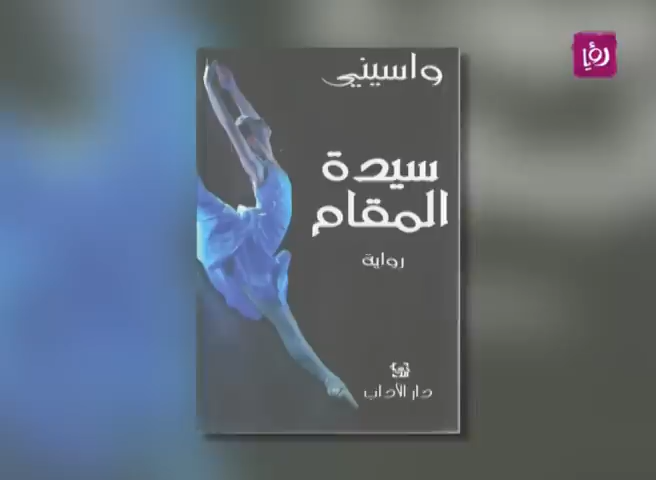 رؤيا
واسيني
سيدة
المقام
رواية
دار الآداب